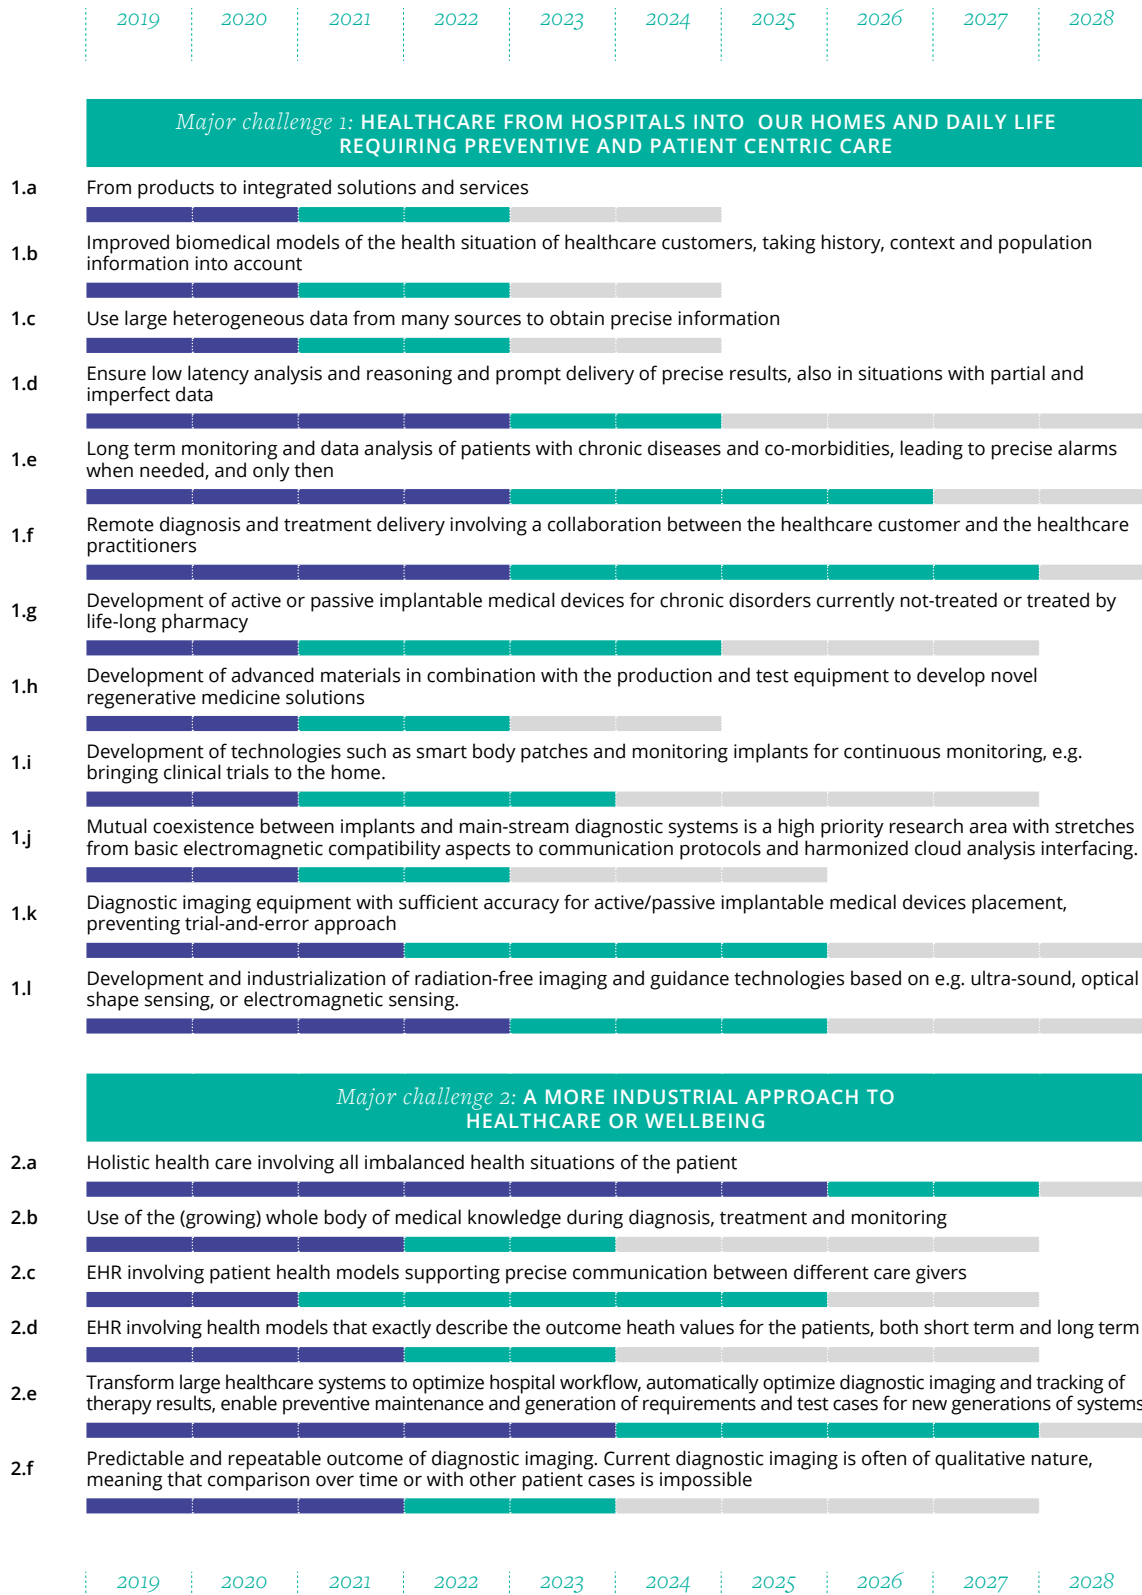 2019 2020 2021 2022 2023 2024 2025 2026 2027 2028
Major challenge 1: HEALTHCARE FROM HOSPITALS INTO OUR HOMES AND DAILY LIFE
REQUIRING PREVENTIVE AND PATIENT CENTRIC CARE
1.a From products to integrated solutions and services
1.b Improved biomedical models of the health situation of healthcare customers, taking history, context and population
information into account
1.c Use large heterogeneous data from many sources to obtain precise information
1.d Ensure low latency analysis and reasoning and prompt delivery of precise results, also in situations with partial and
imperfect data
1.e Long term monitoring and data analysis of patients with chronic diseases and co-morbidities, leading to precise alarms
when needed, and only then
1.f Remote diagnosis and treatment delivery involving a collaboration between the healthcare customer and the healthcare
practitioners
1.g Development of active or passive implantable medical devices for chronic disorders currently not-treated or treated by
life-long pharmacy
1.h Development of advanced materials in combination with the production and test equipment to develop novel
regenerative medicine solutions
1.i Development of technologies such as smart body patches and monitoring implants for continuous monitoring, e.g.
bringing clinical trials to the home.
1.j Mutual coexistence between implants and main-stream diagnostic systems is a high priority research area with stretches
from basic electromagnetic compatibility aspects to communication protocols and harmonized cloud analysis interfacing.
1.k Diagnostic imaging equipment with sufficient accuracy for active/passive implantable medical devices placement,
preventing trial-and-error approach
1.l Development and industrialization of radiation-free imaging and guidance technologies based on e.g. ultra-sound, optical
shape sensing, or electromagnetic sensing.
Major challenge 2: A MORE INDUSTRIAL APPROACH TO
HEALTHCARE OR WELLBEING
2.a Holistic health care involving all imbalanced health situations of the patient
2.b Use of the (growing) whole body of medical knowledge during diagnosis, treatment and monitoring
2.c EHR involving patient health models supporting precise communication between different care givers
2.d EHR involving health models that exactly describe the outcome heath values for the patients, both short term and long term
2.e Transform large healthcare systems to optimize hospital workflow, automatically optimize diagnostic imaging and tracking of
therapy results, enable preventive maintenance and generation of requirements and test cases for new generations of systems
2.f Predictable and repeatable outcome of diagnostic imaging. Current diagnostic imaging is often of qualitative nature,
meaning that comparison over time or with other patient cases is impossible
2019 2020 2021 2022 2023 2024 2025 2026 2027 2028